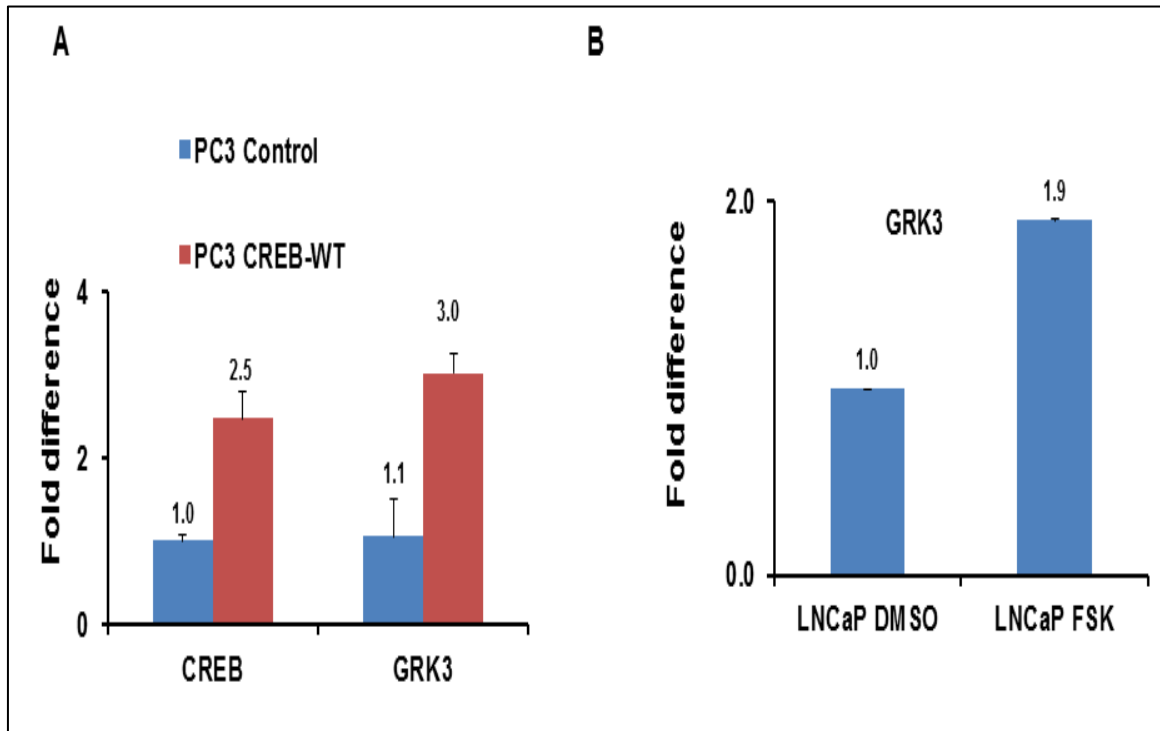 A
PC3 Control
PC3 CREB-WT
Fold difference
4
2
0
1.0
2.5
1.1
3.0
CREB
GRK3
B
GRK3
Fold difference
2.0
0.0
1.0
1.9
LNCaP DMSO
LNCaP FSK